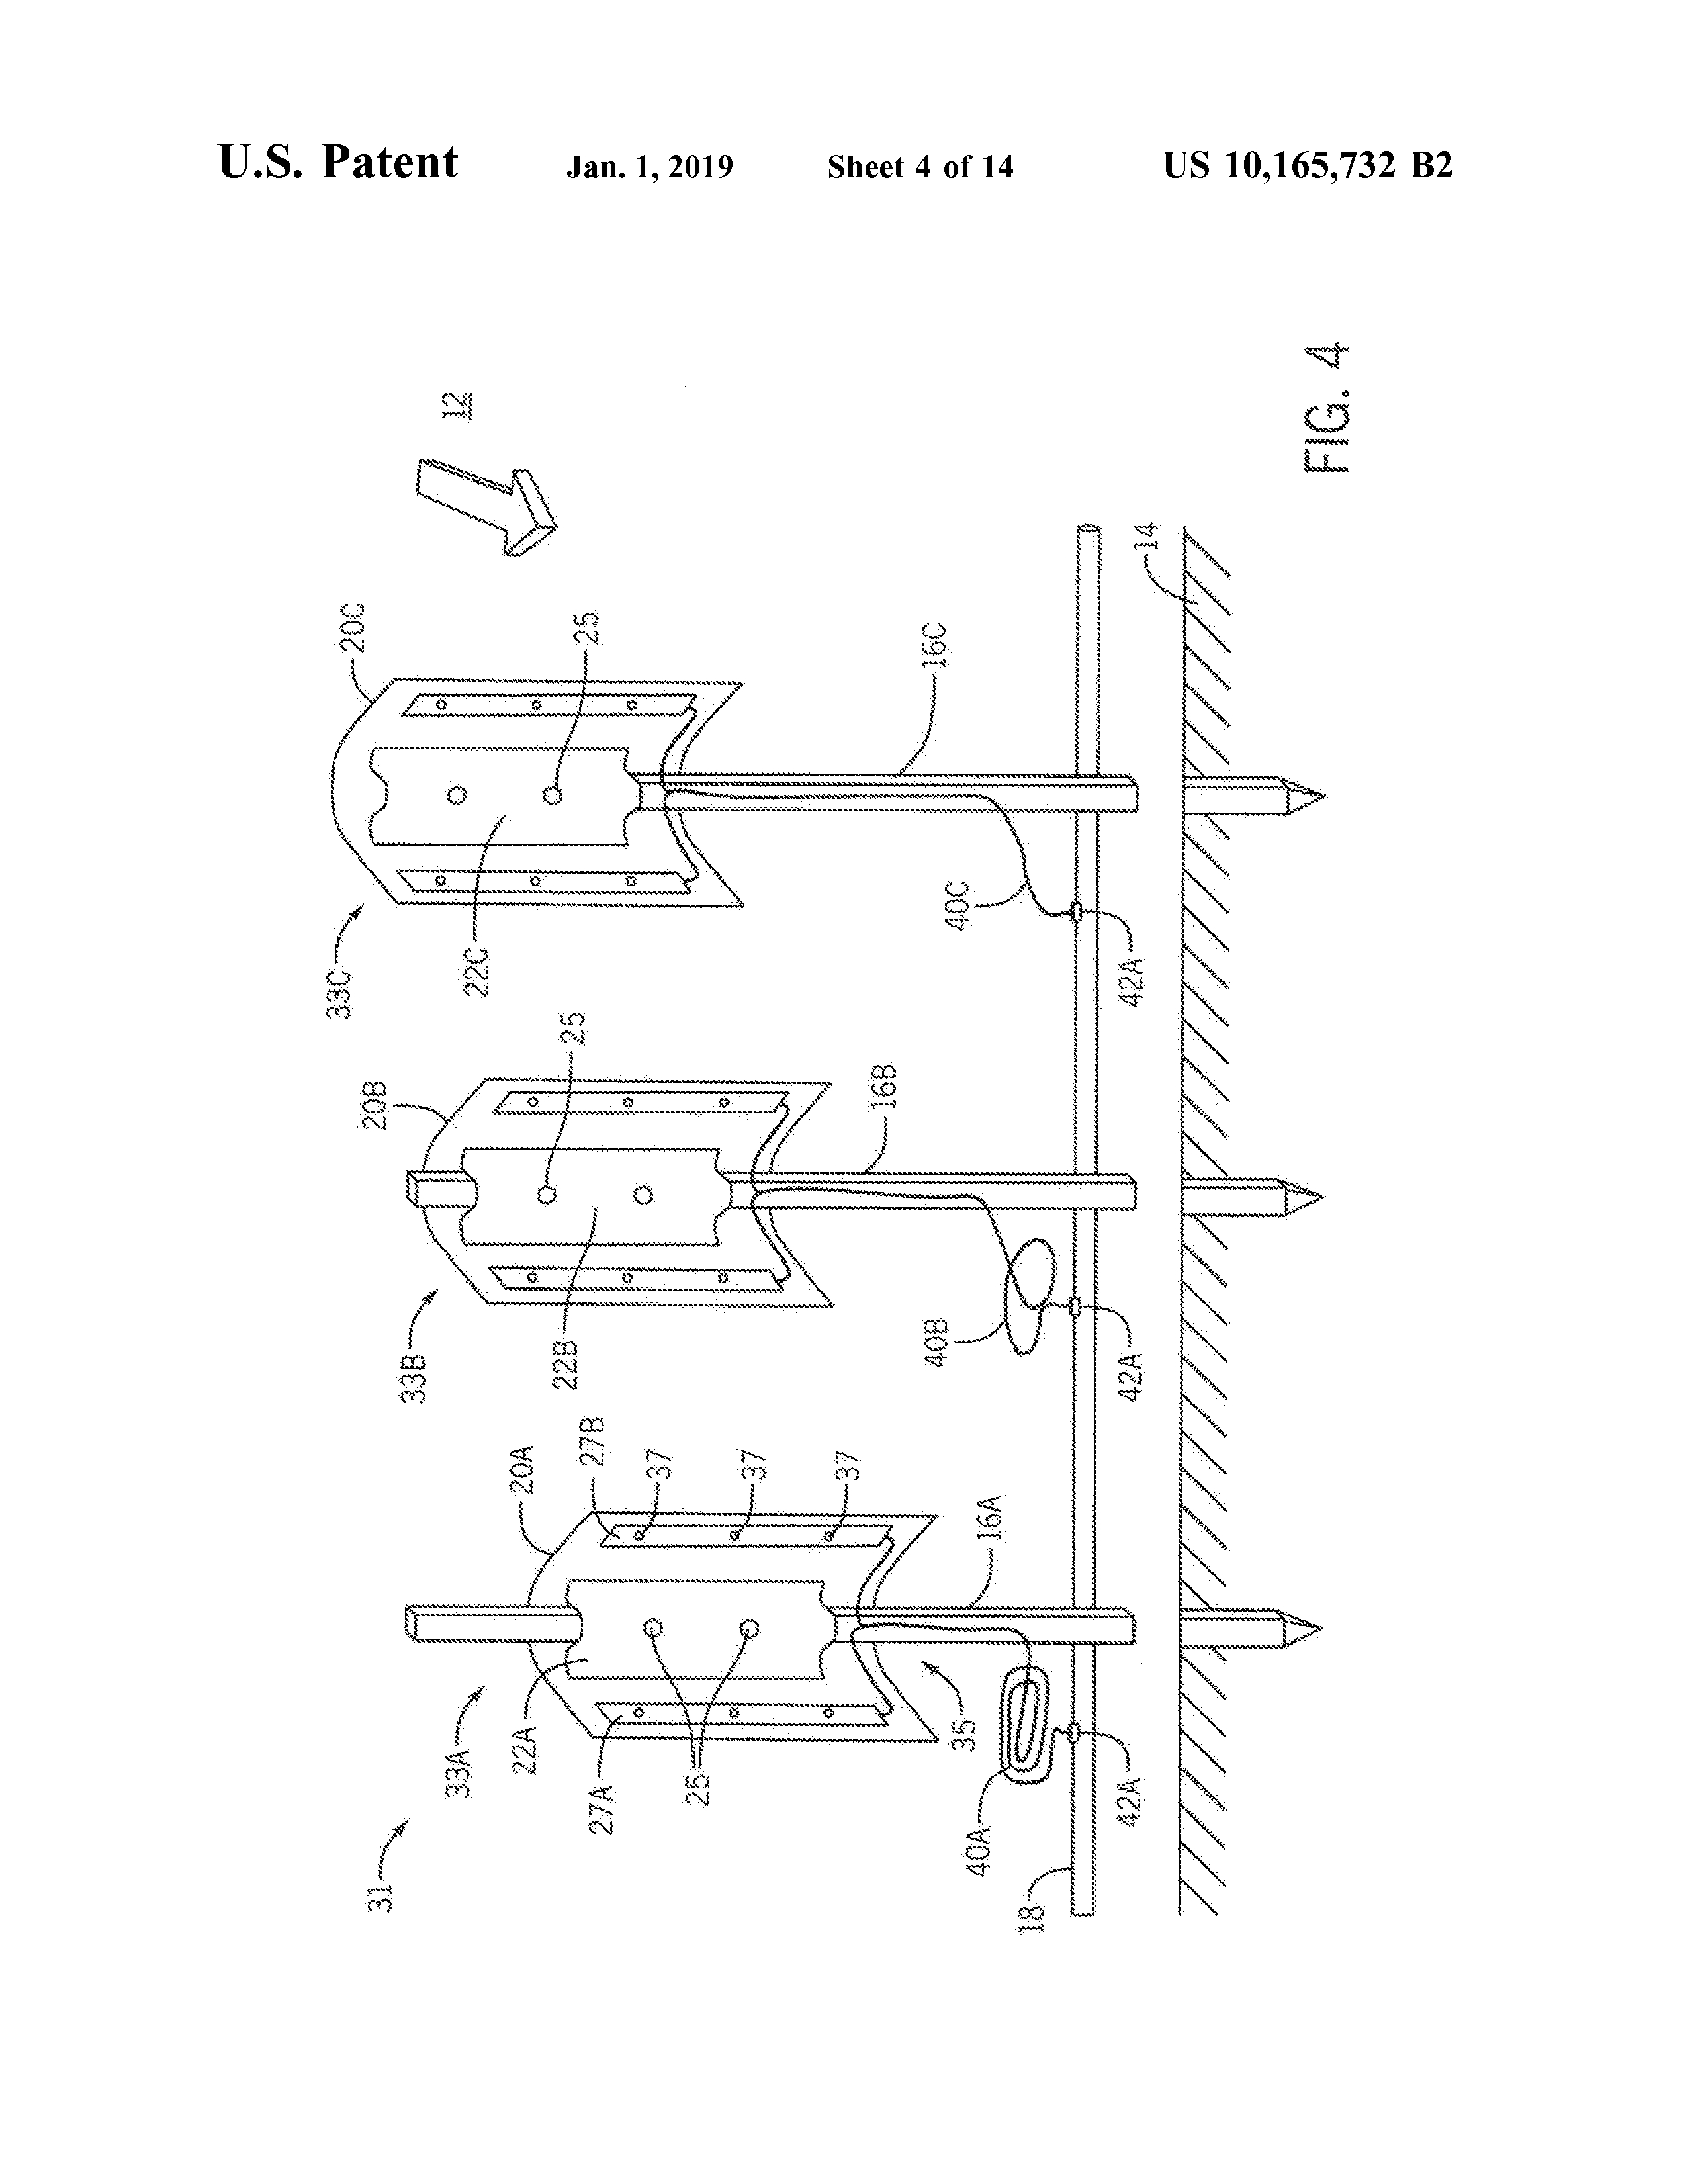 U.S. Patent Jan. 1, 2019 Sheet 4 of 14 US 10,165,732 B2
12
20C
25
33C
22C
16C
40C
42A
14
20B
25
33B
22B
16B
40B
42A
31
33A
20A
22A
27B
37
37
37
27A
25
35
16A
40A
42A
18
FIG. 4